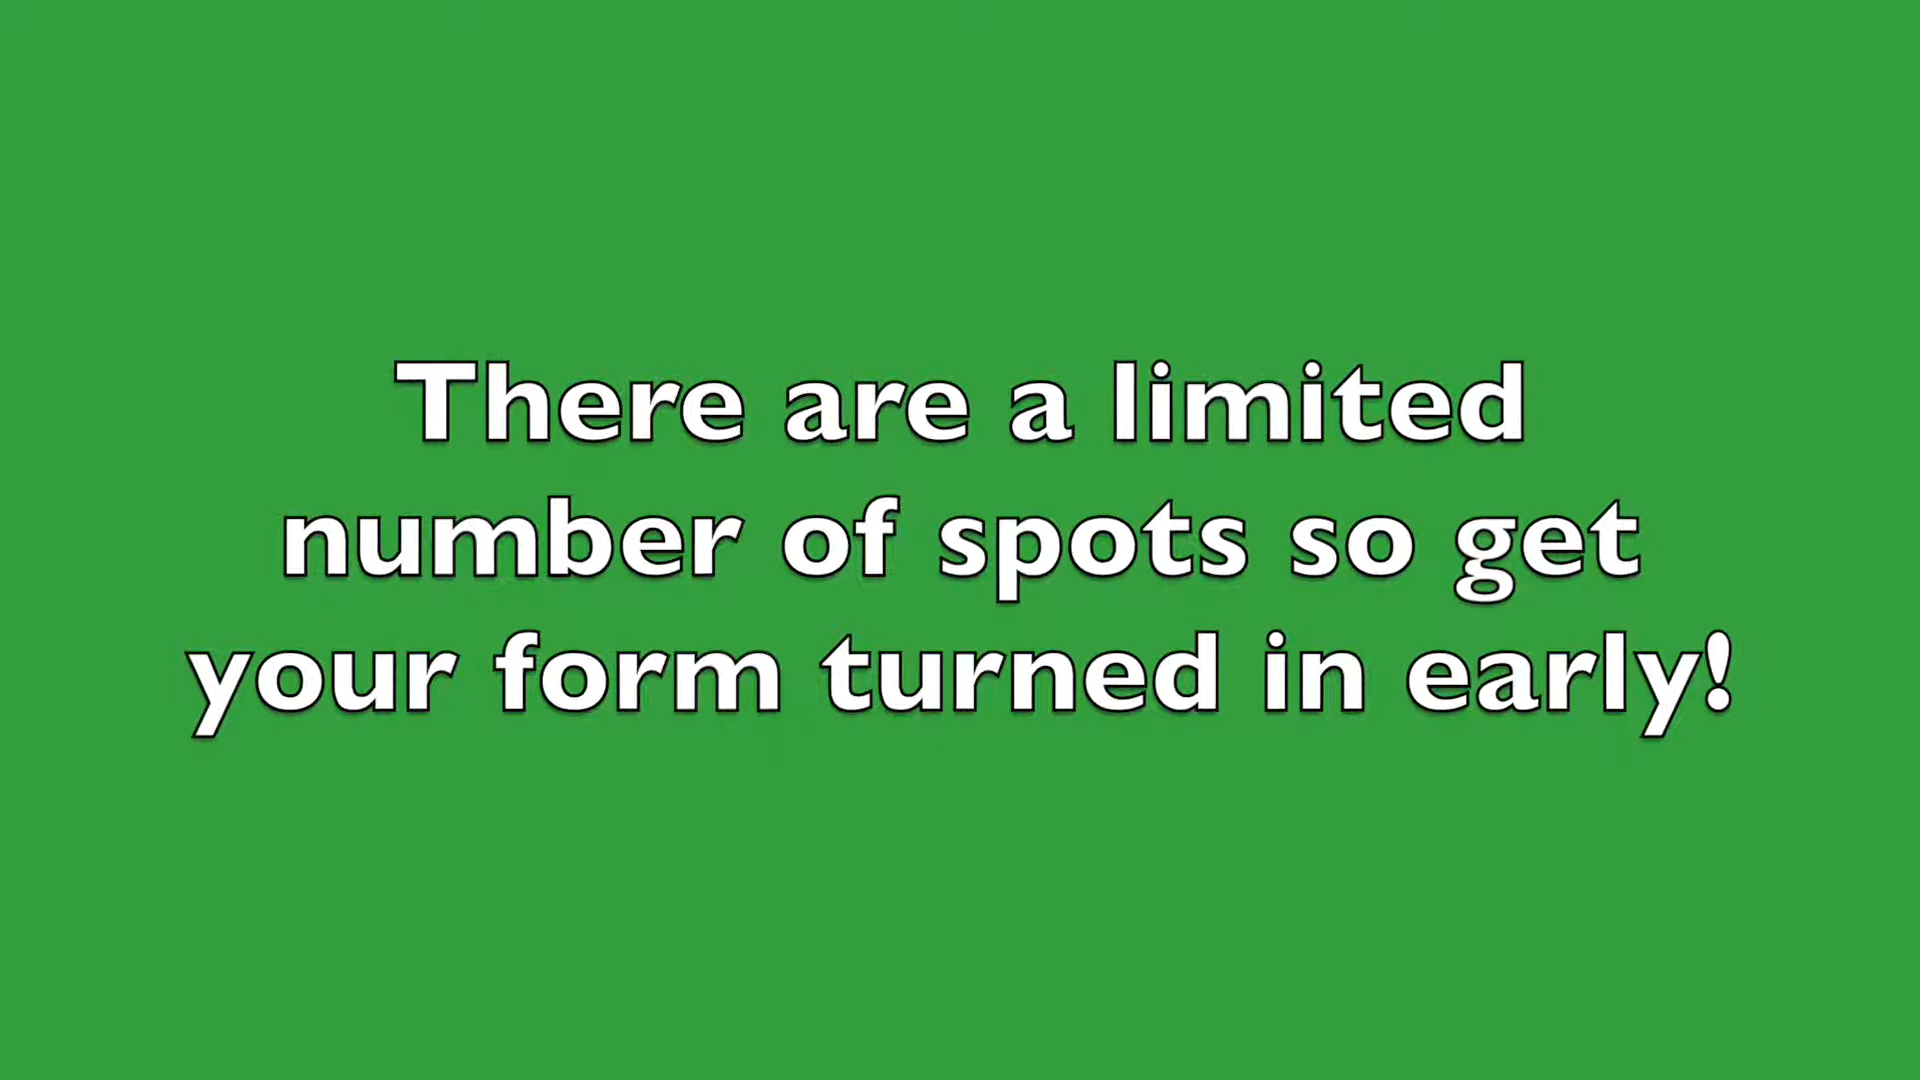 There are a limited
number of spots so get
your form turned in early!